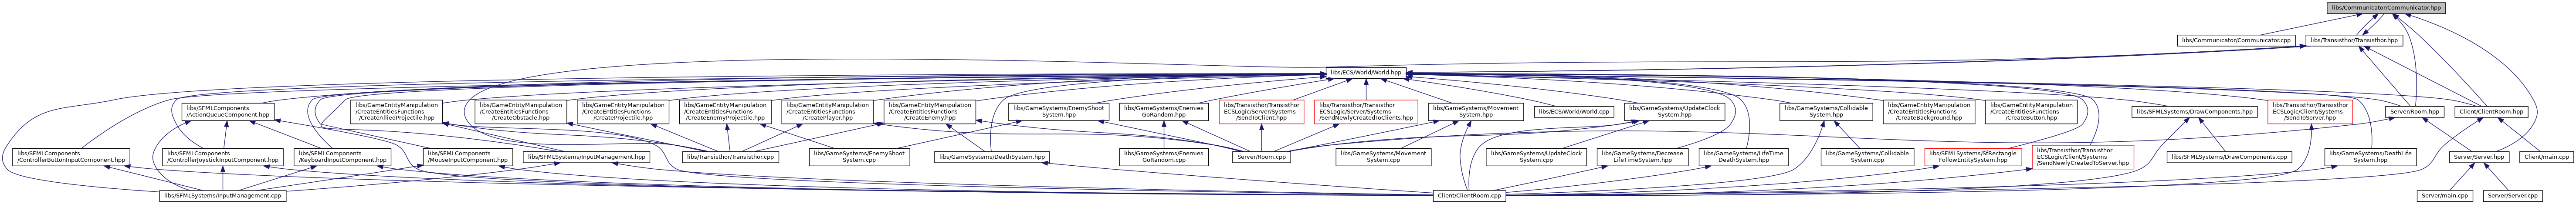 libs/Communicator/Communicator.hpp
libs/Communicator/Communicator.cpp
libs/Transisthor/Transisthor.hpp
libs/ECS/World/World.hpp
libs/SFMLComponents
/ActionQueueComponent.hpp
libs/GameEntityManipulation
/CreateEntitiesFunctions
/CreateAlliedProjectile.hpp
libs/GameEntityManipulation
/CreateEntitiesFunctions
/CreateObstacle.hpp
libs/GameEntityManipulation
/CreateEntitiesFunctions
/CreateProjectile.hpp
libs/GameEntityManipulation
/CreateEntitiesFunctions
/CreateEnemyProjectile.hpp
libs/GameEntityManipulation
/CreateEntitiesFunctions
/CreatePlayer.hpp
libs/GameEntityManipulation
/CreateEntitiesFunctions
/CreateEnemy.hpp
libs/GameSystems/EnemyShoot
System.hpp
libs/GameSystems/Enemies
GoRandom.hpp
libs/Transisthor/Transisthor
ECSLogic/Server/Systems
/SendToClient.hpp
libs/Transisthor/Transisthor
ECSLogic/Server/Systems
/SendNewlyCreatedToClients.hpp
libs/GameSystems/Movement
System.hpp
libs/ECS/World/World.cpp
libs/GameSystems/UpdateClock
System.hpp
libs/GameSystems/Collidable
System.hpp
libs/GameEntityManipulation
/CreateEntitiesFunctions
/CreateBackground.hpp
libs/GameEntityManipulation
/CreateEntitiesFunctions
/CreateButton.hpp
libs/SFMLSystems/DrawComponents.hpp
libs/Transisthor/Transisthor
ECSLogic/Client/Systems
/SendToServer.hpp
Server/Room.hpp
Client/ClientRoom.hpp
libs/SFMLComponents
/ControllerButtonInputComponent.hpp
libs/SFMLComponents
/ControllerJoystickInputComponent.hpp
libs/SFMLComponents
/KeyboardInputComponent.hpp
libs/SFMLComponents
/MouseInputComponent.hpp
libs/SFMLSystems/InputManagement.hpp
libs/Transisthor/Transisthor.cpp
libs/GameSystems/EnemyShoot
System.cpp
libs/GameSystems/DeathSystem.hpp
libs/GameSystems/Enemies
GoRandom.cpp
Server/Room.cpp
libs/GameSystems/Movement
System.cpp
libs/GameSystems/UpdateClock
System.cpp
libs/GameSystems/Decrease
LifeTimeSystem.hpp
libs/GameSystems/LifeTime
DeathSystem.hpp
libs/GameSystems/Collidable
System.cpp
libs/SFMLSystems/SfRectangle
FollowEntitySystem.hpp
libs/Transisthor/Transisthor
ECSLogic/Client/Systems
/SendNewlyCreatedToServer.hpp
libs/SFMLSystems/DrawComponents.cpp
libs/GameSystems/DeathLife
System.hpp
Server/Server.hpp
Client/main.cpp
libs/SFMLSystems/InputManagement.cpp
Client/ClientRoom.cpp
Server/main.cpp
Server/Server.cpp